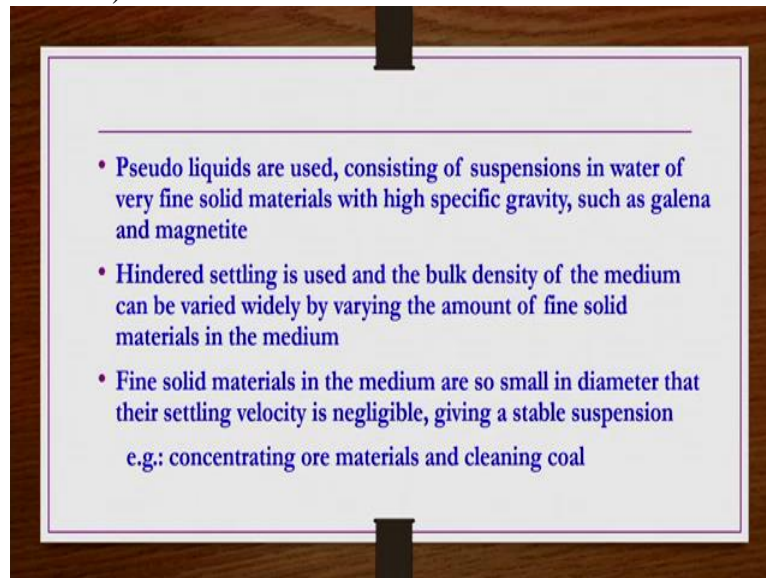 • Pseudo liquids are used, consisting of suspensions in water of
very fine solid materials with high specific gravity, such as galena
and magnetite
• Hindered settling is used and the bulk density of the medium
can be varied widely by varying the amount of fine solid
materials in the medium
• Fine solid materials in the medium are so small in diameter that
their settling velocity is negligible, giving a stable suspension
e.g.: concentrating ore materials and cleaning coal